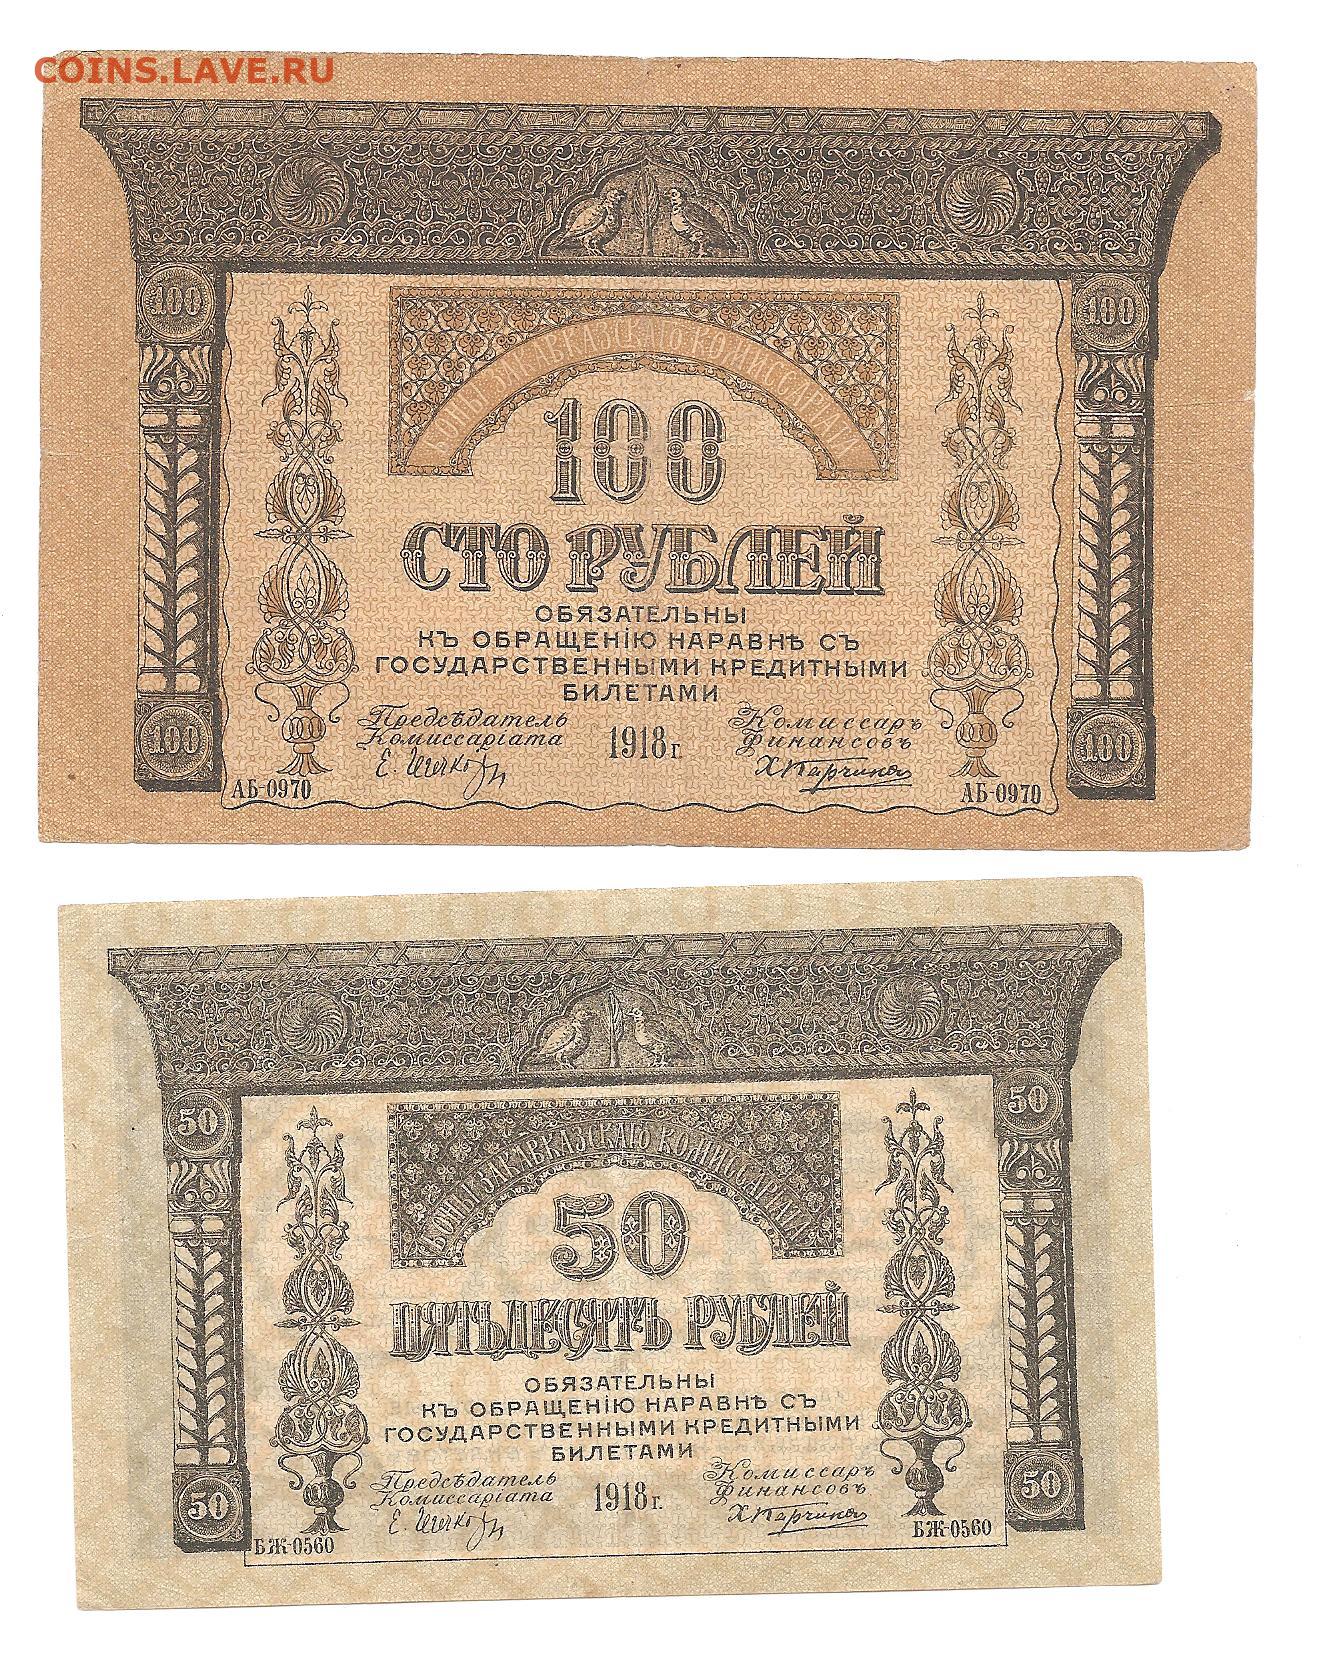 COINS.LAVE.RU
100 100
БОНЫ ЗАКАВКАЗСКАГО КОМИССАРІАТА
100
СТО РУБЛЕЙ
ОБЯЗАТЕЛЬНЫ
КЪ ОБРАЩЕНІЮ НАРАВНѢ СЪ
ГОСУДАРСТВЕННЫМИ КРЕДИТНЫМИ
БИЛЕТАМИ
Предсѣдатель
Комиссаріата
1918 г.
Комиссаръ
Финансовъ
100 100
АБ-0970 АБ-0970
50 50
БОНЫ ЗАКАВКАЗСКАГО КОМИССАРІАТА
50
ПЯТЬДЕСЯТЪ РУБЛЕЙ
ОБЯЗАТЕЛЬНЫ
КЪ ОБРАЩЕНІЮ НАРАВНѢ СЪ
ГОСУДАРСТВЕННЫМИ КРЕДИТНЫМИ
БИЛЕТАМИ
Предсѣдатель
Комиссаріата
1918 г.
Комиссаръ
Финансовъ
50 50
БЖ-0560 БЖ-0560